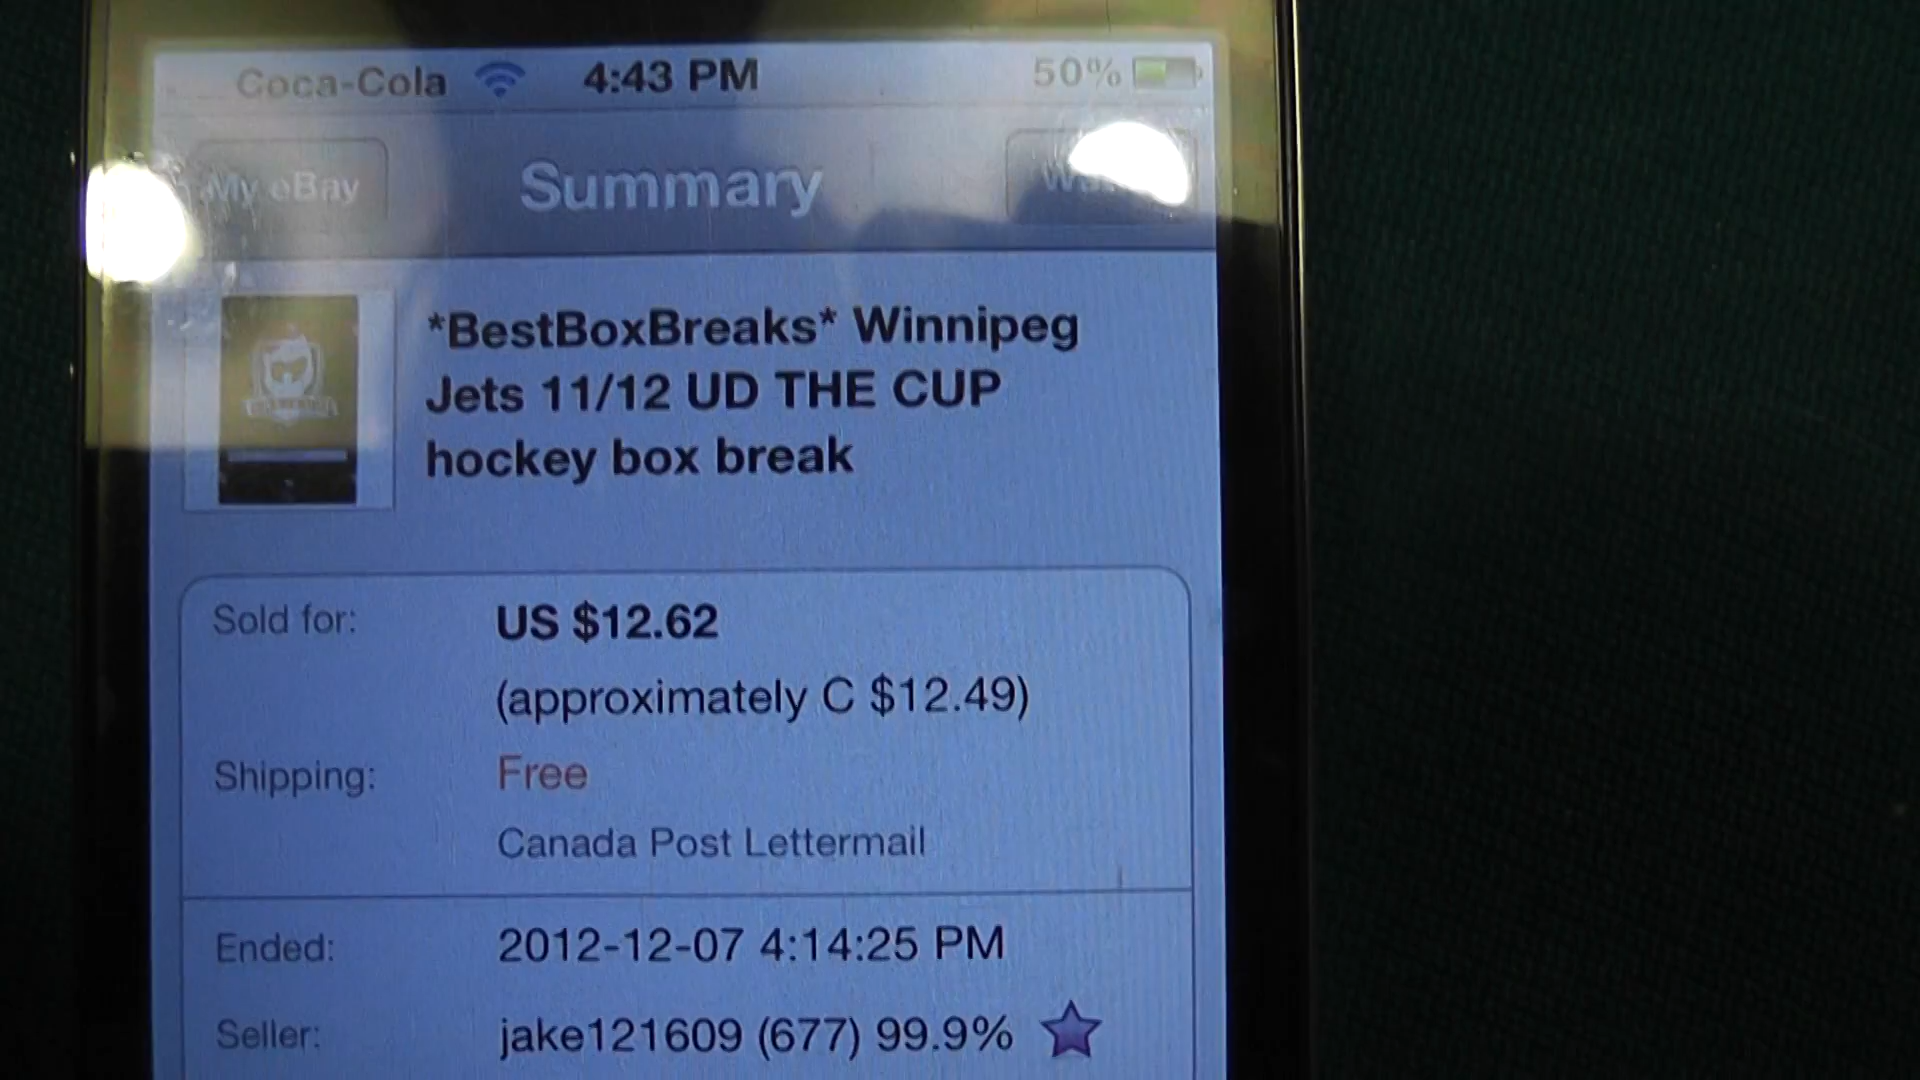 Coca-Cola 4:43 PM 50%
My eBay Summary
*BestBoxBreaks* Winnipeg
Jets 11/12 UD THE CUP
hockey box break
Sold for: US $12.62
(approximately C $12.49)
Shipping: Free
Canada Post Lettermail
Ended: 2012-12-07 4:14:25 PM
Seller: jake121609 (677) 99.9%